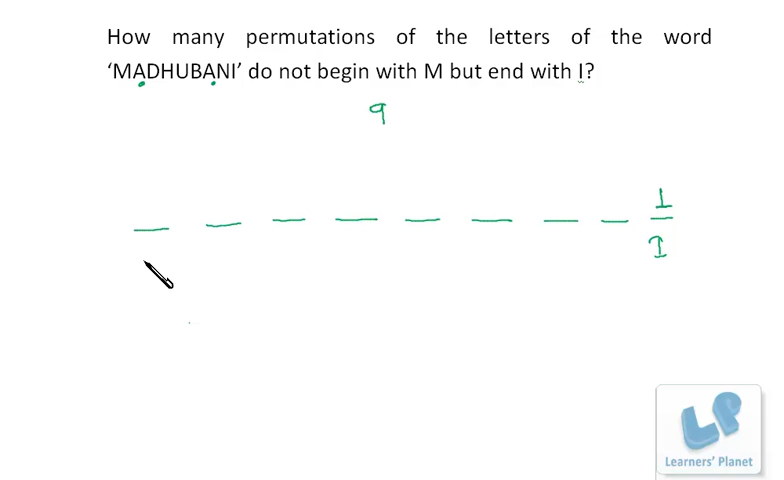 How many permutations of the letters of the word
‘MADHUBANI’ do not begin with M but end with I?
9
1
I
LP
Learners' Planet